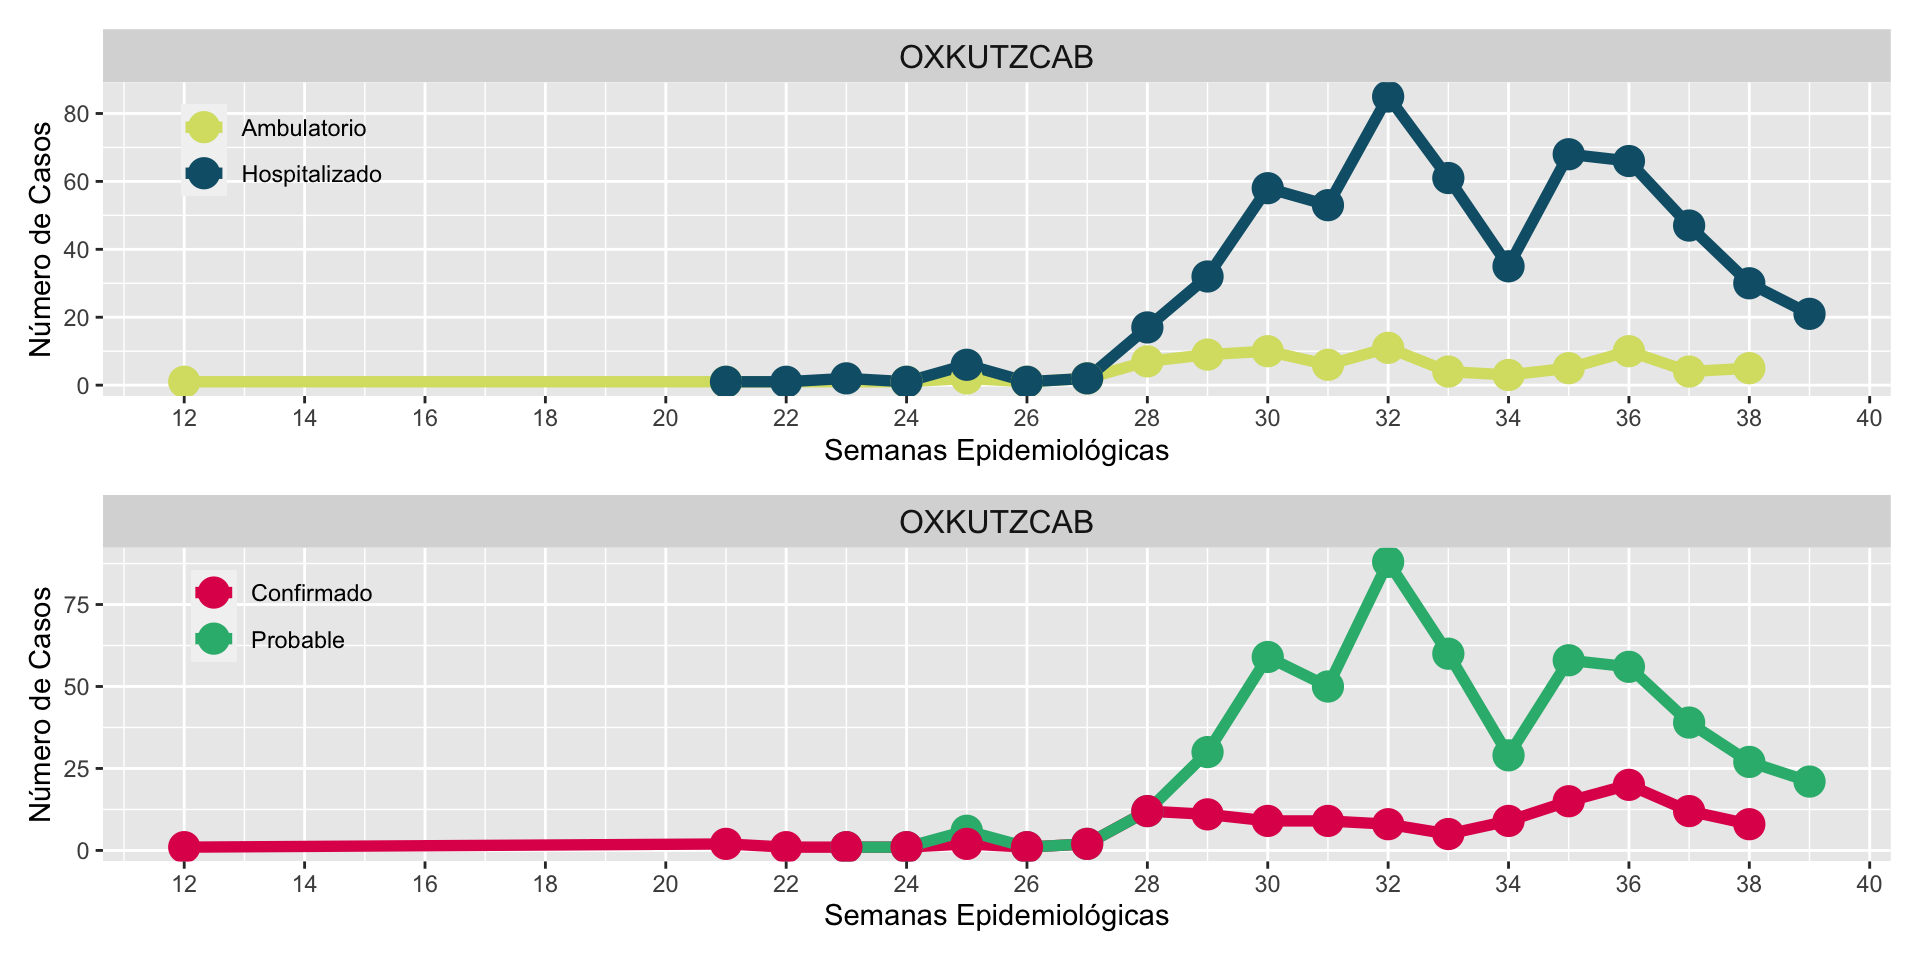 OXKUTZCAB
Número de Casos
80
60
40
20
0
Ambulatorio
Hospitalizado
12 14 16 18 20 22 24 26 28 30 32 34 36 38 40
Semanas Epidemiológicas
OXKUTZCAB
Número de Casos
75
50
25
0
Confirmado
Probable
12 14 16 18 20 22 24 26 28 30 32 34 36 38 40
Semanas Epidemiológicas